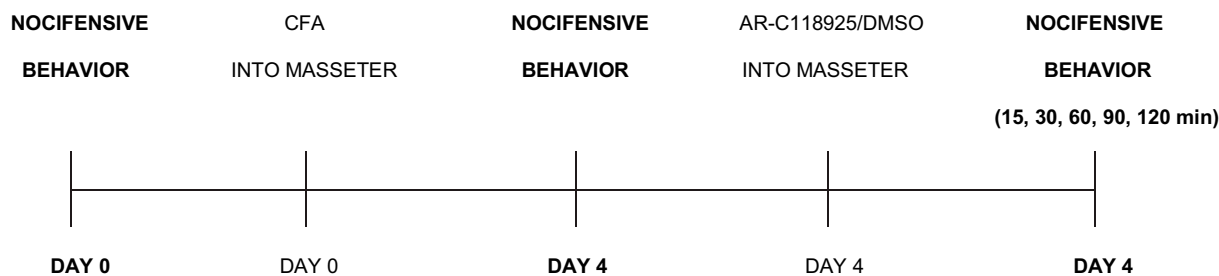 NOCIFENSIVE CFA NOCIFENSIVE AR-C118925/DMSO NOCIFENSIVE
BEHAVIOR INTO MASSETER BEHAVIOR INTO MASSETER BEHAVIOR
(15, 30, 60, 90, 120 min)
DAY 0 DAY 0 DAY 4 DAY 4 DAY 4